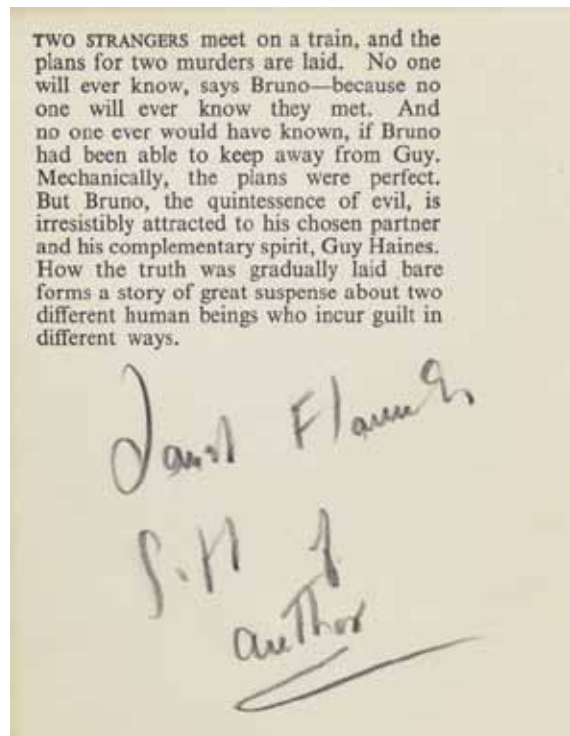 TWO STRANGERS meet on a train, and the
plans for two murders are laid. No one
will ever know, says Bruno—because no
one will ever know they met. And
no one ever would have known, if Bruno
had been able to keep away from Guy.
Mechanically, the plans were perfect.
But Bruno, the quintessence of evil, is
irresistibly attracted to his chosen partner
and his complementary spirit, Guy Haines.
How the truth was gradually laid bare
forms a story of great suspense about two
different human beings who incur guilt in
different ways.
Janet Flanner
gift of
author